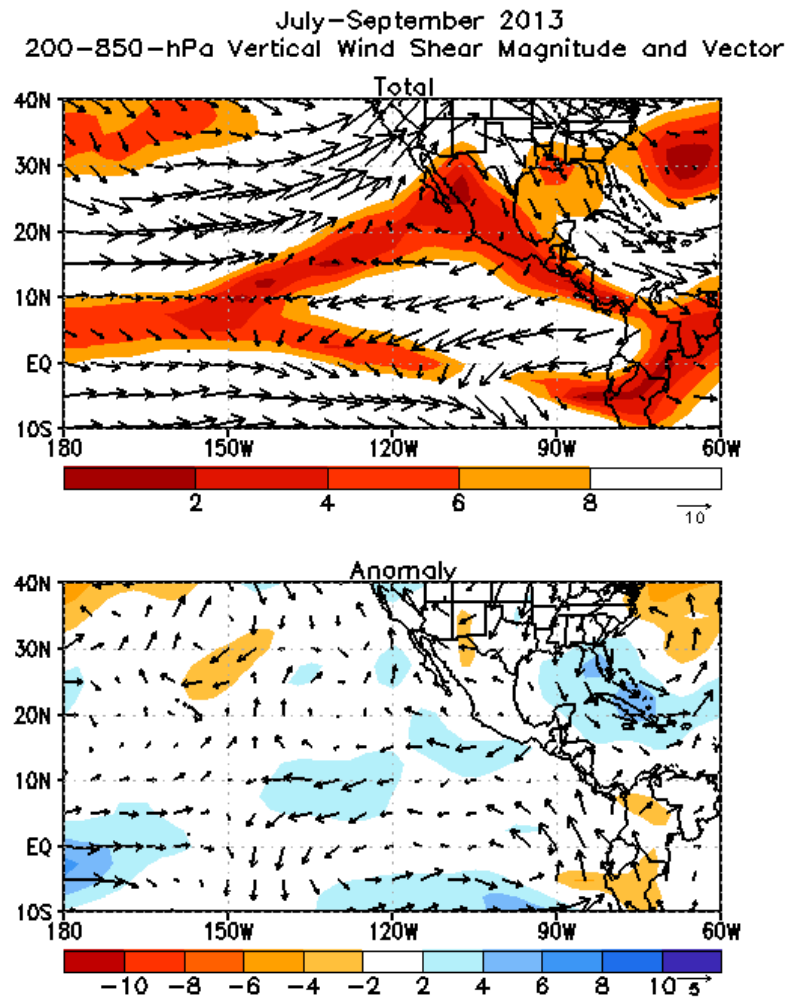 July-September 2013
200-850-hPa Vertical Wind Shear Magnitude and Vector
Total
40N
30N
20N
10N
EQ
10S
180 150W 120W 90W 60W
2 4 6 8
10
Anomaly
40N
30N
20N
10N
EQ
10S
180 150W 120W 90W 60W
-10 -8 -6 -4 -2 2 4 6 8 10 5